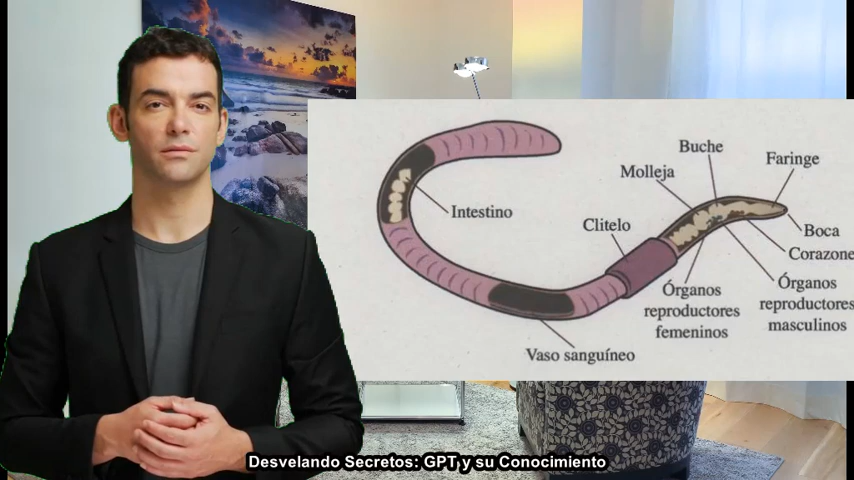 Buche
Faringe
Molleja
Intestino
Clitelo
Boca
Corazone
Órganos
reproductores
femeninos
Órganos
reproductores
masculinos
Vaso sanguíneo
Desvelando Secretos: GPT y su Conocimiento